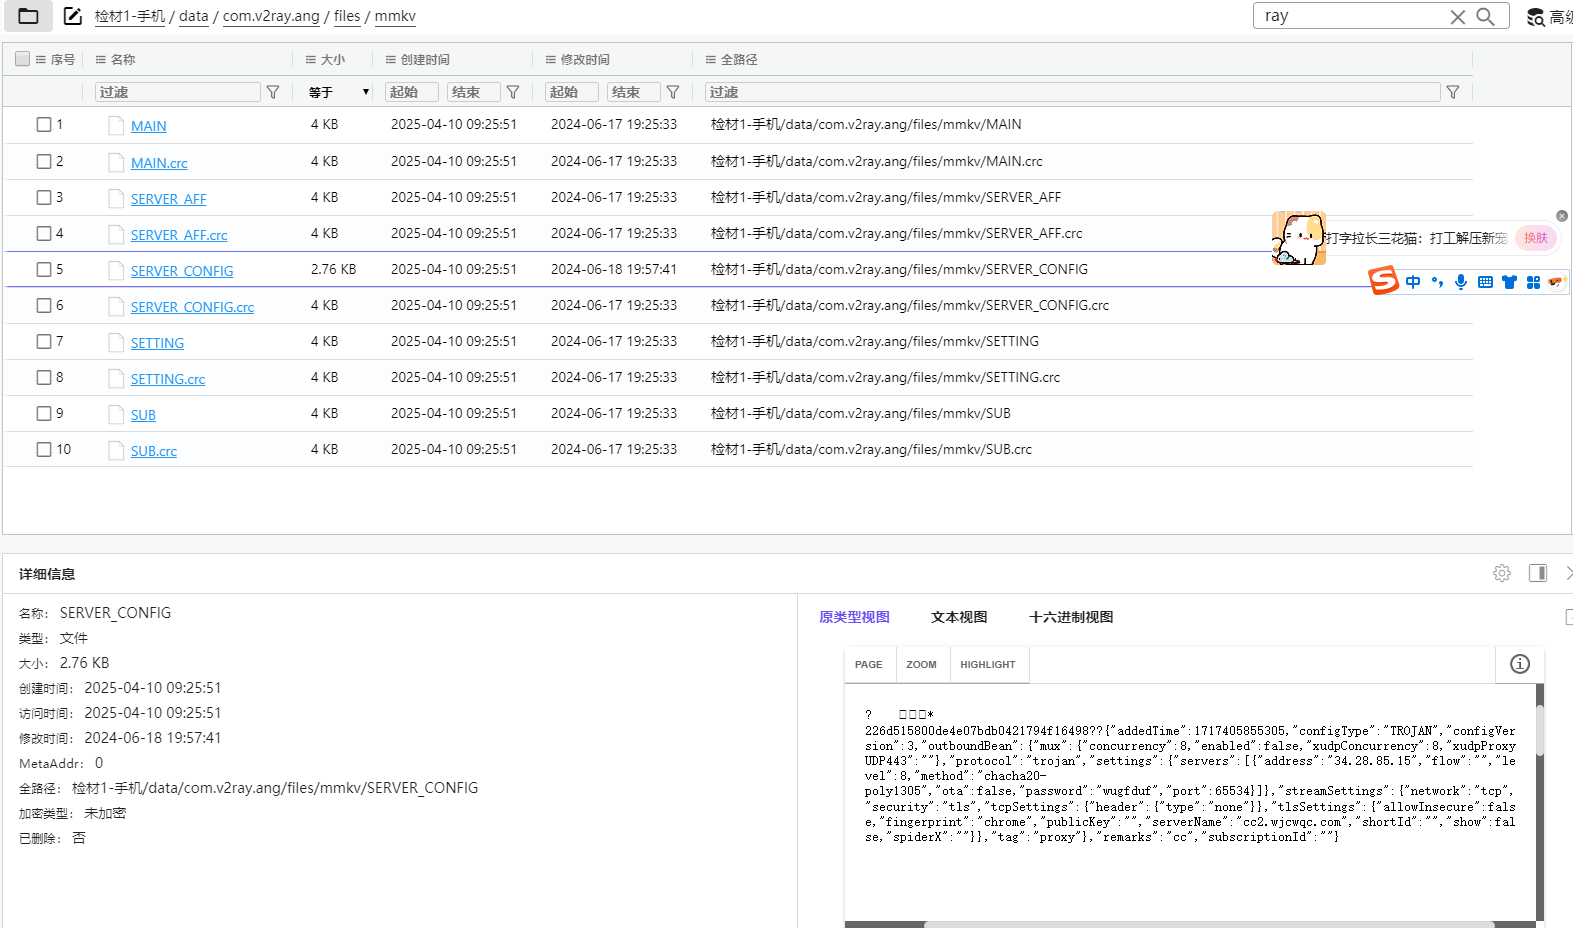 检材1-手机 / data / com.v2ray.ang / files / mmkv
ray
序号 名称 大小 创建时间 修改时间 全路径
过滤 等于 起始 结束 起始 结束 过滤
1 MAIN 4 KB 2025-04-10 09:25:51 2024-06-17 19:25:33 检材1-手机/data/com.v2ray.ang/files/mmkv/MAIN
2 MAIN.crc 4 KB 2025-04-10 09:25:51 2024-06-17 19:25:33 检材1-手机/data/com.v2ray.ang/files/mmkv/MAIN.crc
3 SERVER_AFF 4 KB 2025-04-10 09:25:51 2024-06-17 19:25:33 检材1-手机/data/com.v2ray.ang/files/mmkv/SERVER_AFF
4 SERVER_AFF.crc 4 KB 2025-04-10 09:25:51 2024-06-17 19:25:33 检材1-手机/data/com.v2ray.ang/files/mmkv/SERVER_AFF.crc
打字拉长三花猫：打工解压新宠 换肤
5 SERVER_CONFIG 2.76 KB 2025-04-10 09:25:51 2024-06-18 19:57:41 检材1-手机/data/com.v2ray.ang/files/mmkv/SERVER_CONFIG
中
6 SERVER_CONFIG.crc 4 KB 2025-04-10 09:25:51 2024-06-17 19:25:33 检材1-手机/data/com.v2ray.ang/files/mmkv/SERVER_CONFIG.crc
7 SETTING 4 KB 2025-04-10 09:25:51 2024-06-17 19:25:33 检材1-手机/data/com.v2ray.ang/files/mmkv/SETTING
8 SETTING.crc 4 KB 2025-04-10 09:25:51 2024-06-17 19:25:33 检材1-手机/data/com.v2ray.ang/files/mmkv/SETTING.crc
9 SUB 4 KB 2025-04-10 09:25:51 2024-06-17 19:25:33 检材1-手机/data/com.v2ray.ang/files/mmkv/SUB
10 SUB.crc 4 KB 2025-04-10 09:25:51 2024-06-17 19:25:33 检材1-手机/data/com.v2ray.ang/files/mmkv/SUB.crc
详细信息
名称： SERVER_CONFIG
类型： 文件
大小： 2.76 KB
创建时间： 2025-04-10 09:25:51
访问时间： 2025-04-10 09:25:51
修改时间： 2024-06-18 19:57:41
MetaAddr： 0
全路径： 检材1-手机/data/com.v2ray.ang/files/mmkv/SERVER_CONFIG
加密类型： 未加密
已删除： 否
原类型视图 文本视图 十六进制视图
PAGE ZOOM HIGHLIGHT
? □□□*
226d515800de4e07bdb0421794f16498??{"addedTime":1717405855305,"configType":"TROJAN","configVer
sion":3,"outboundBean":{"mux":{"concurrency":8,"enabled":false,"xudpConcurrency":8,"xudpProxy
UDP443":""},"protocol":"trojan","settings":{"servers":[{"address":"34.28.85.15","flow":"","le
vel":8,"method":"chacha20-
poly1305","ota":false,"password":"wugfduf","port":65534}]},"streamSettings":{"network":"tcp",
"security":"tls","tcpSettings":{"header":{"type":"none"}},"tlsSettings":{"allowInsecure":fals
e,"fingerprint":"chrome","publicKey":"","serverName":"cc2.wjcwqc.com","shortId":"","show":fal
se,"spiderX":""}},"tag":"proxy"},"remarks":"cc","subscriptionId":""}